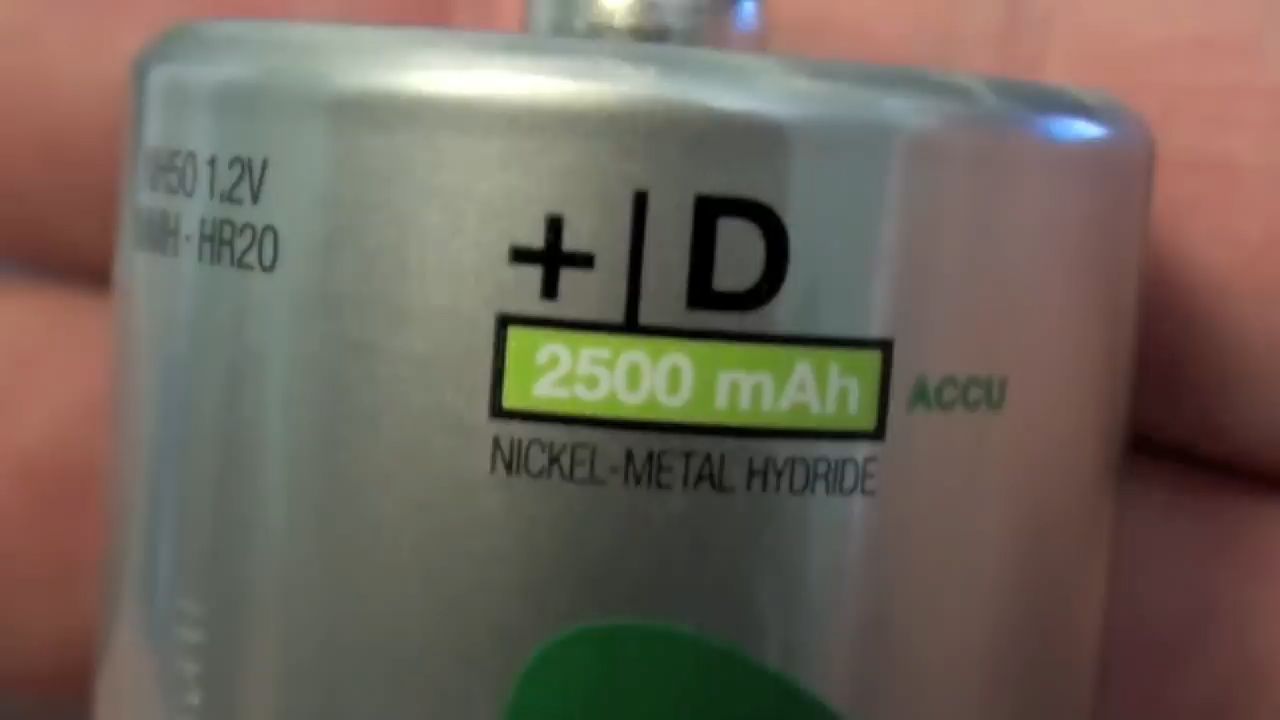 1.2V
HR20
+ D
2500 mAh
ACCU
NICKEL-METAL HYDRIDE